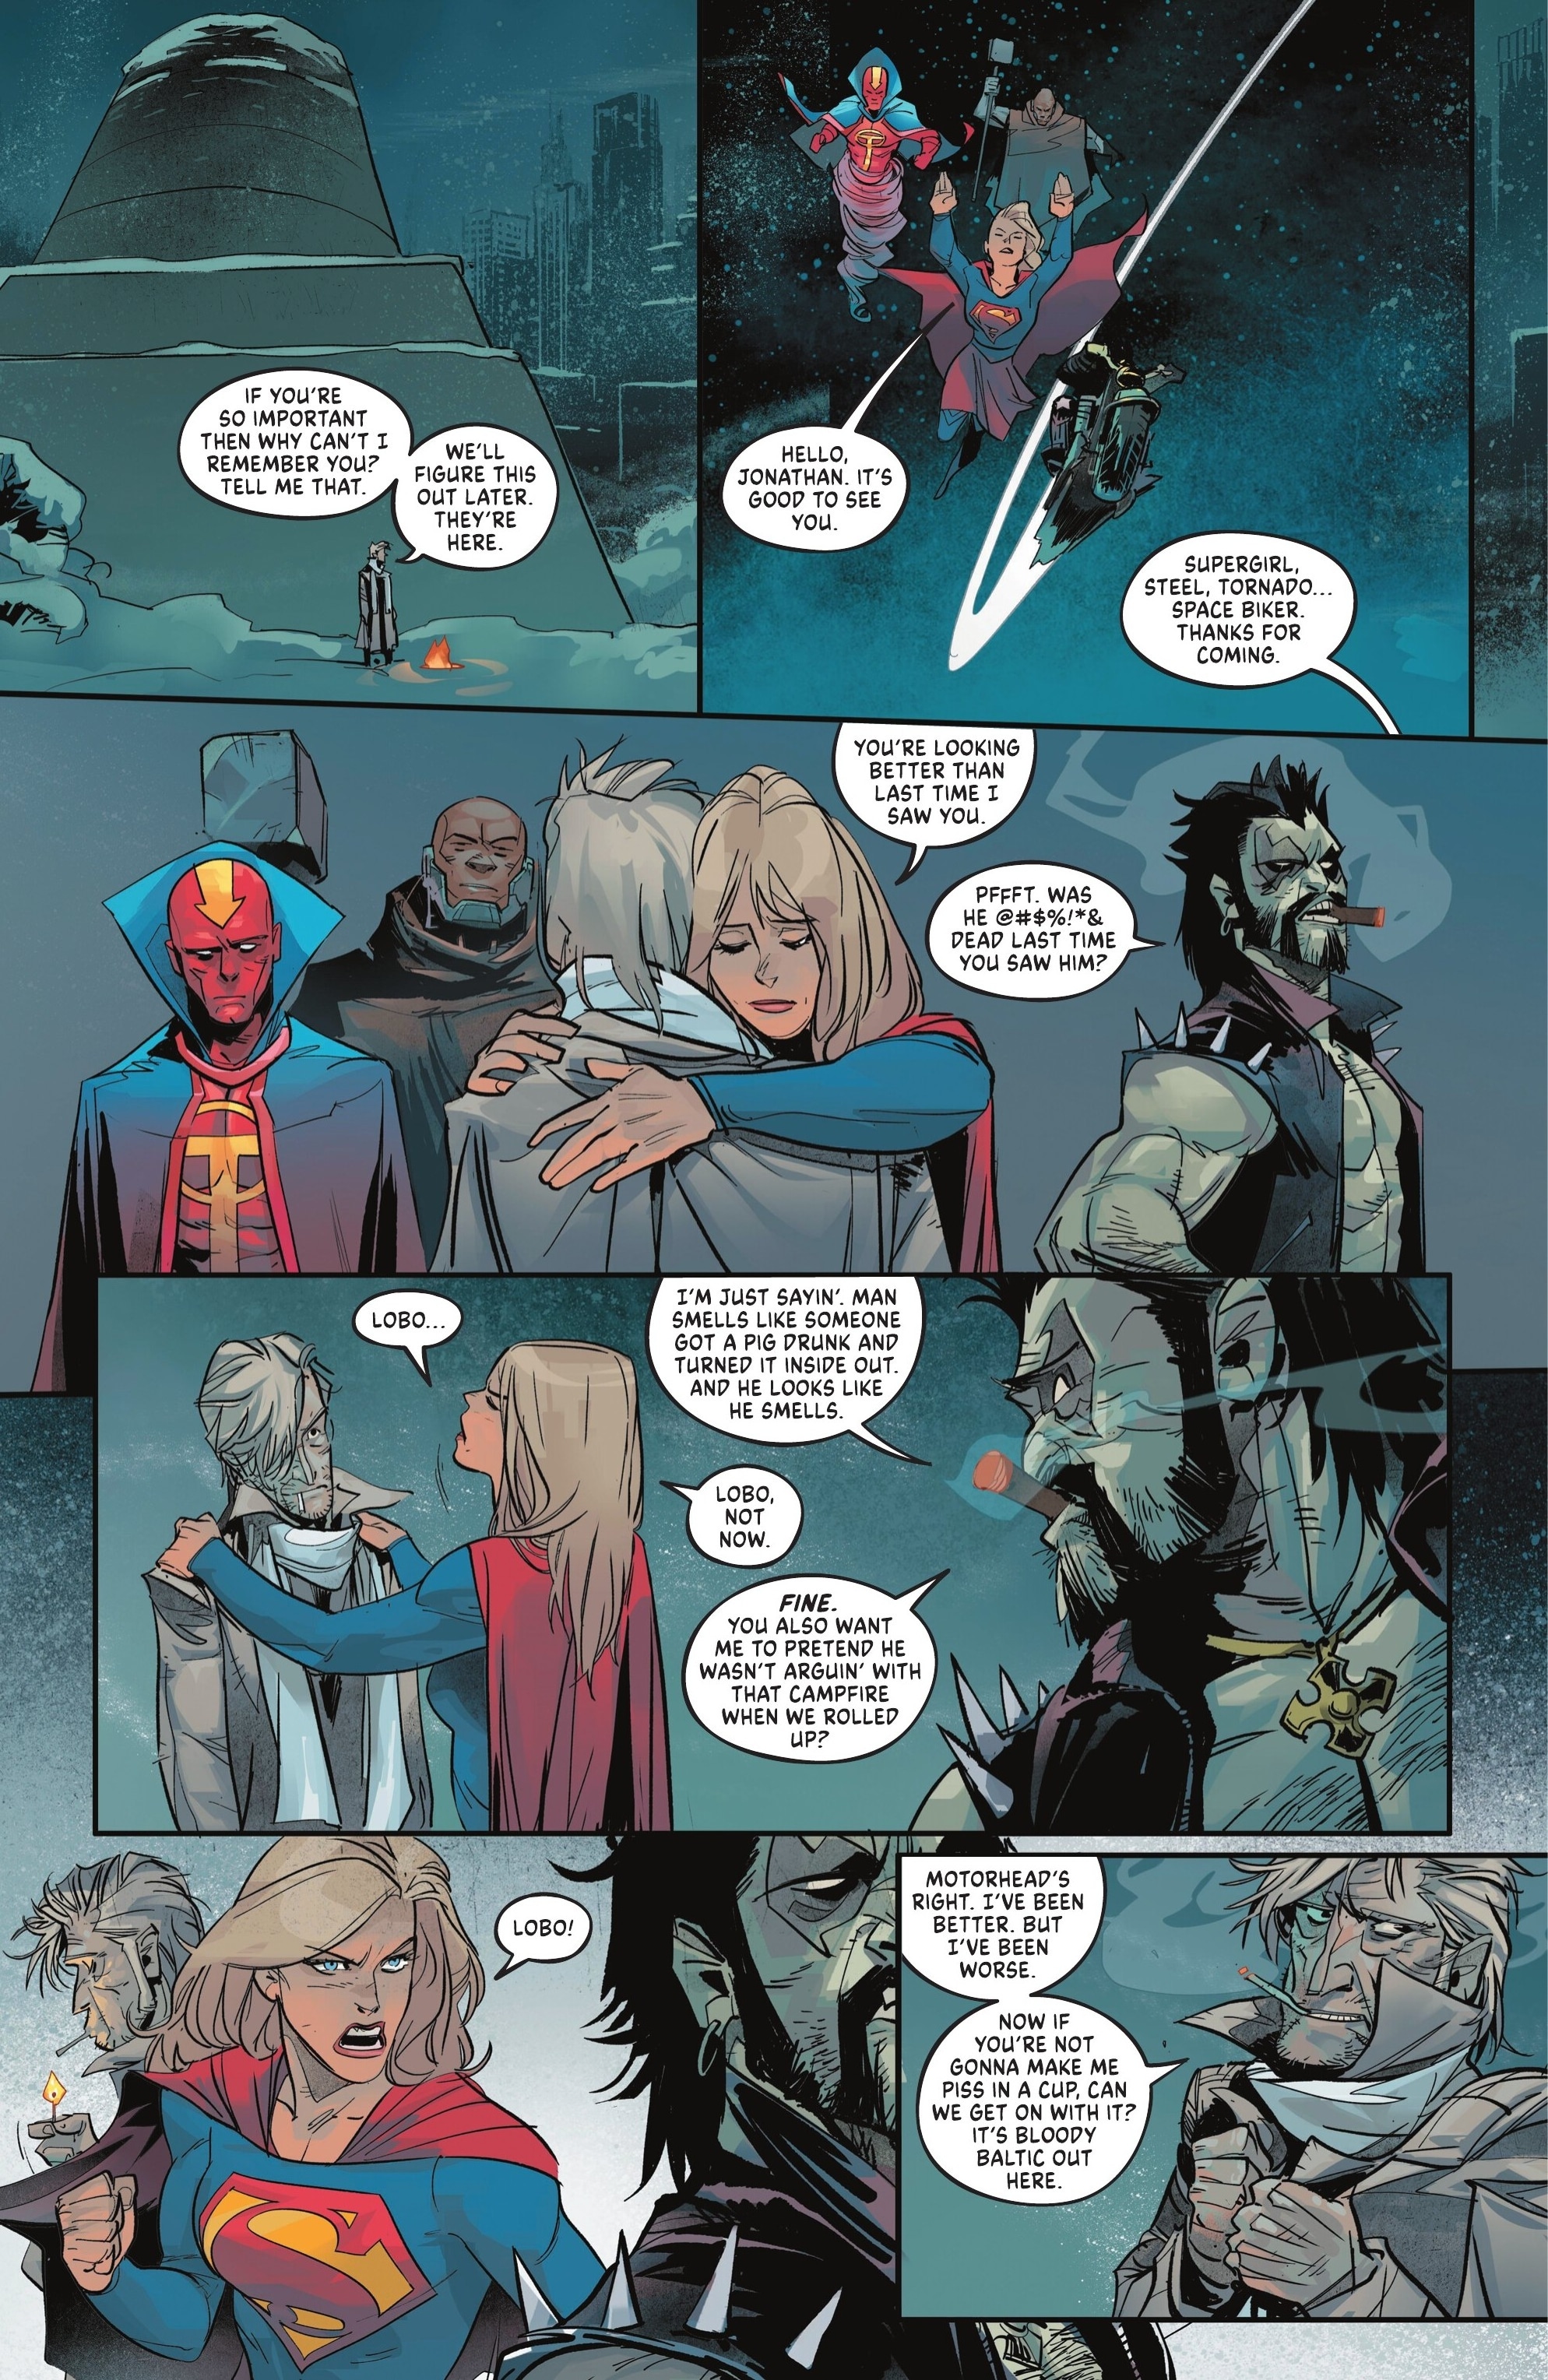 IF YOU'RE
SO IMPORTANT
THEN WHY CAN'T I
REMEMBER YOU?
TELL ME THAT.
WE'LL
FIGURE THIS
OUT LATER.
THEY'RE
HERE.
HELLO,
JONATHAN. IT'S
GOOD TO SEE
YOU.
SUPERGIRL,
STEEL, TORNADO...
SPACE BIKER.
THANKS FOR
COMING.
YOU'RE LOOKING
BETTER THAN
LAST TIME I
SAW YOU.
PFFFT. WAS
HE @#$%!*&
DEAD LAST TIME
YOU SAW HIM?
LOBO...
I'M JUST SAYIN'. MAN
SMELLS LIKE SOMEONE
GOT A PIG DRUNK AND
TURNED IT INSIDE OUT.
AND HE LOOKS LIKE
HE SMELLS.
LOBO,
NOT
NOW.
FINE.
YOU ALSO WANT
ME TO PRETEND HE
WASN'T ARGUIN' WITH
THAT CAMPFIRE
WHEN WE ROLLED
UP?
LOBO!
MOTORHEAD'S
RIGHT. I'VE BEEN
BETTER. BUT
I'VE BEEN
WORSE.
NOW IF
YOU'RE NOT
GONNA MAKE ME
PISS IN A CUP, CAN
WE GET ON WITH IT?
IT'S BLOODY
BALTIC OUT
HERE.